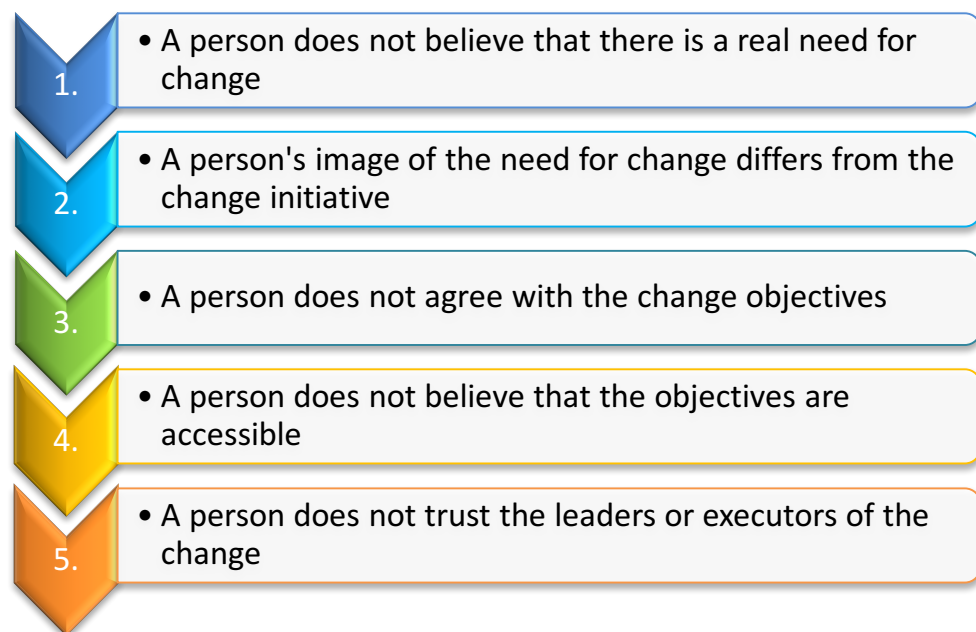 1.
• A person does not believe that there is a real need for
change
2.
• A person's image of the need for change differs from the
change initiative
3.
• A person does not agree with the change objectives
4.
• A person does not believe that the objectives are
accessible
5.
• A person does not trust the leaders or executors of the
change